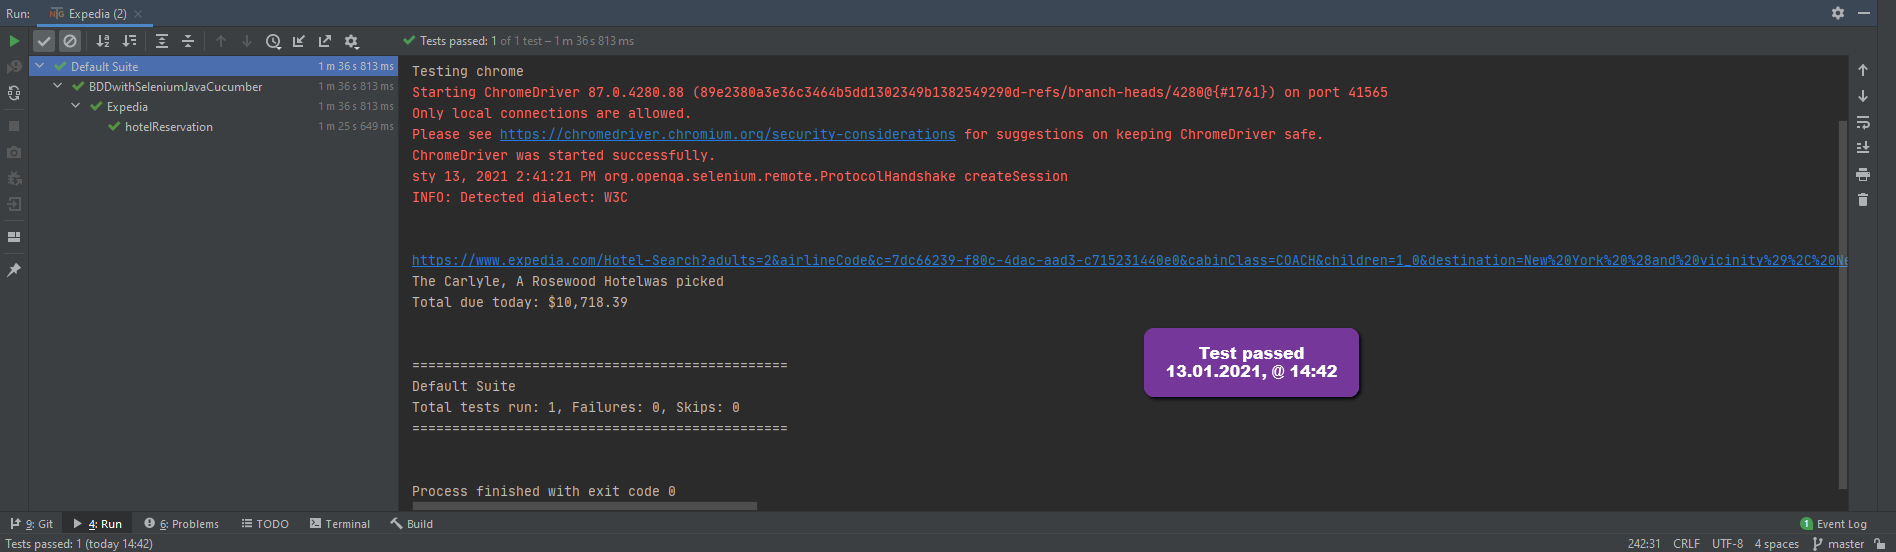 Run: Expedia (2)
Tests passed: 1 of 1 test – 1 m 36 s 813 ms
Default Suite 1 m 36 s 813 ms
BDDwithSeleniumJavaCucumber 1 m 36 s 813 ms
Expedia 1 m 36 s 813 ms
hotelReservation 1 m 25 s 649 ms
Testing chrome
Starting ChromeDriver 87.0.4280.88 (89e2380a3e36c3464b5dd1302349b1382549290d-refs/branch-heads/4280@{#1761}) on port 41565
Only local connections are allowed.
Please see https://chromedriver.chromium.org/security-considerations for suggestions on keeping ChromeDriver safe.
ChromeDriver was started successfully.
sty 13, 2021 2:41:21 PM org.openqa.selenium.remote.ProtocolHandshake createSession
INFO: Detected dialect: W3C
https://www.expedia.com/Hotel-Search?adults=2&airlineCode&c=7dc66239-f80c-4dac-aad3-c715231440e0&cabinClass=COACH&children=1_0&destination=New%20York%20%28and%20vicinity%29%2C%20Ne
The Carlyle, A Rosewood Hotelwas picked
Total due today: $10,718.39
Test passed
13.01.2021, @ 14:42
===============================================
Default Suite
Total tests run: 1, Failures: 0, Skips: 0
===============================================
Process finished with exit code 0
9: Git 4: Run 6: Problems TODO Terminal Build 1 Event Log
Tests passed: 1 (today 14:42) 242:31 CRLF UTF-8 4 spaces master